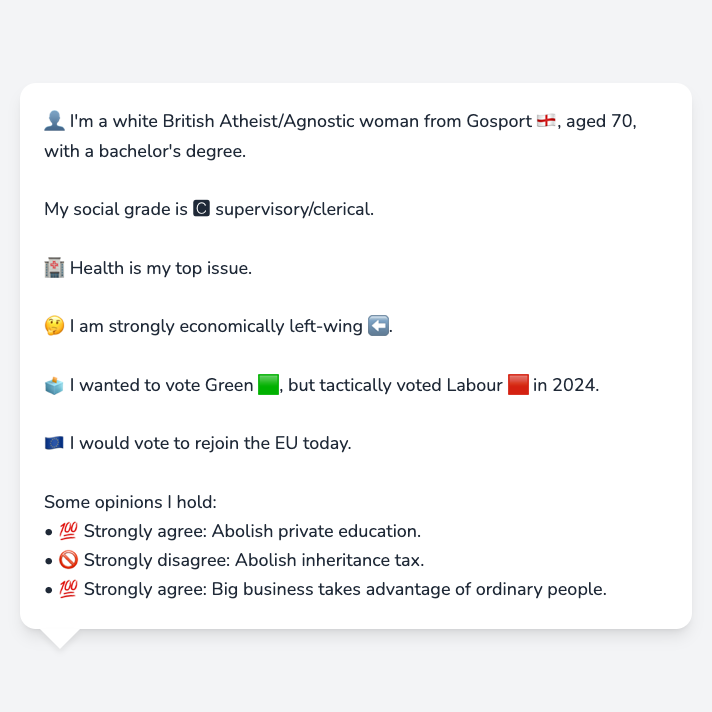 👤 I'm a white British Atheist/Agnostic woman from Gosport 🏴󠁧󠁢󠁥󠁮󠁧󠁿, aged 70,
with a bachelor's degree.
My social grade is 🅲 supervisory/clerical.
🏥 Health is my top issue.
🤔 I am strongly economically left-wing ⬅️.
🗳️ I wanted to vote Green 🟩, but tactically voted Labour 🟥 in 2024.
🇪🇺 I would vote to rejoin the EU today.
Some opinions I hold:
• 💯 Strongly agree: Abolish private education.
• 🚫 Strongly disagree: Abolish inheritance tax.
• 💯 Strongly agree: Big business takes advantage of ordinary people.